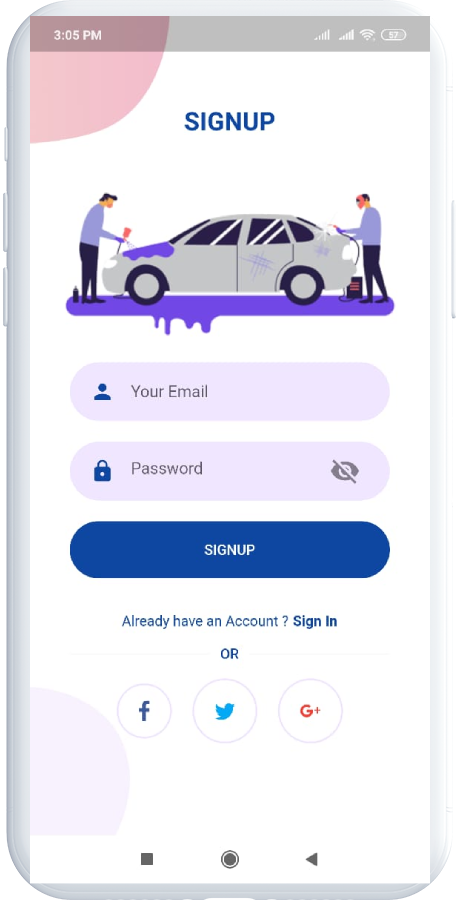 3:05 PM
57
SIGNUP
Your Email
Password
SIGNUP
Already have an Account ? Sign In
OR
G+